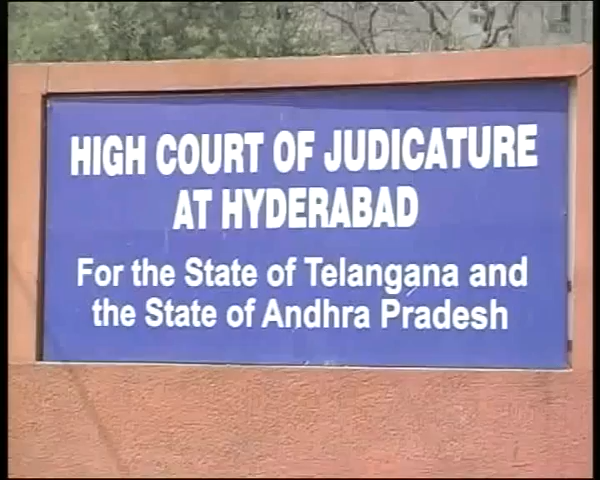 HIGH COURT OF JUDICATURE
AT HYDERABAD
For the State of Telangana and
the State of Andhra Pradesh